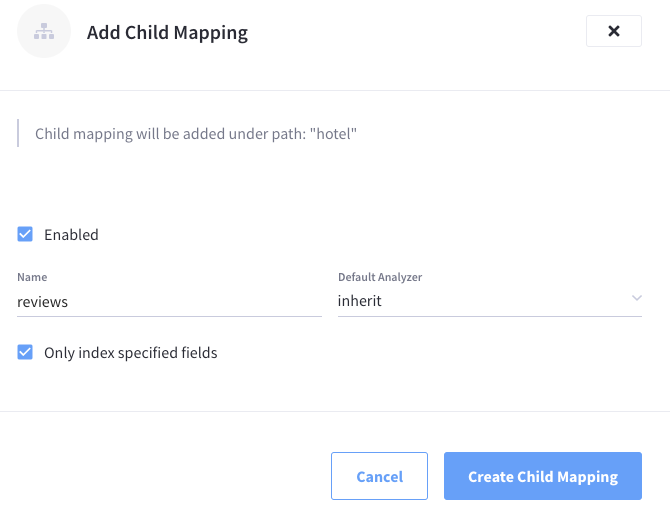 Add Child Mapping
Child mapping will be added under path: "hotel"
Enabled
Name
reviews
Default Analyzer
inherit
Only index specified fields
Cancel
Create Child Mapping